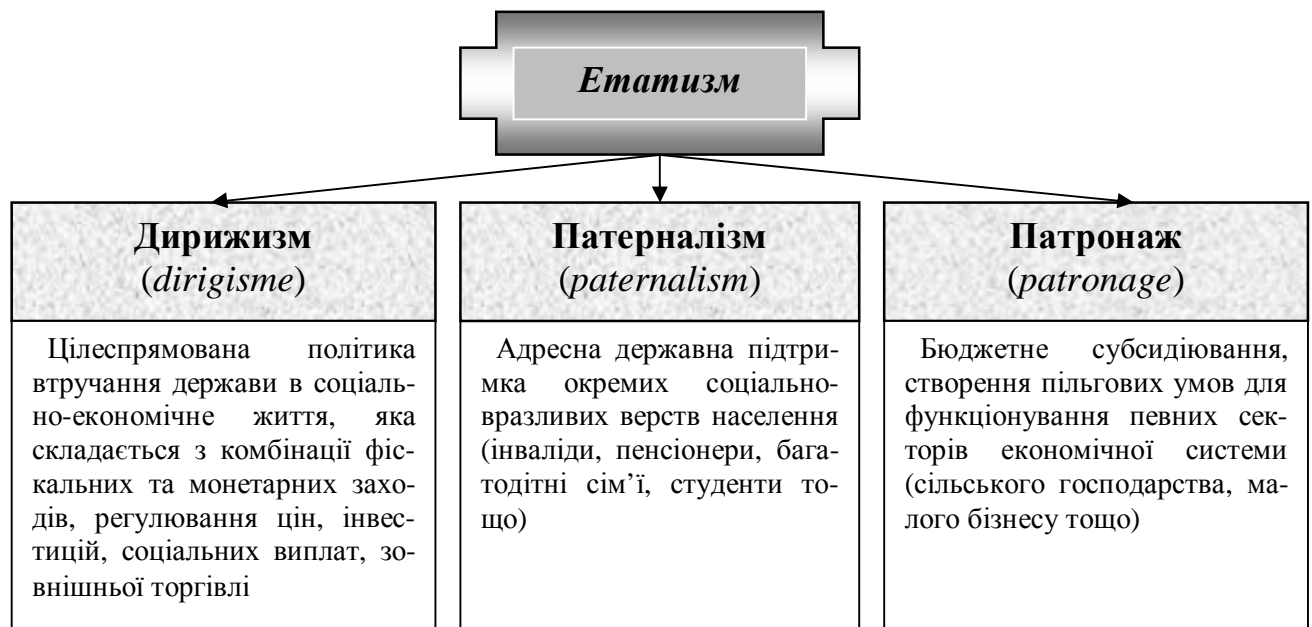 Етатизм
Дирижизм
(dirigisme)
Цілеспрямована політика
втручання держави в соціаль-
но-економічне життя, яка
складається з комбінації фіс-
кальних та монетарних захо-
дів, регулювання цін, інвес-
тицій, соціальних виплат, зо-
внішньої торгівлі
Патерналізм
(paternalism)
Адресна державна підтри-
мка окремих соціально-
вразливих верств населення
(інваліди, пенсіонери, бага-
тодітні сім’ї, студенти то-
що)
Патронаж
(patronage)
Бюджетне субсидіювання,
створення пільгових умов для
функціонування певних сек-
торів економічної системи
(сільського господарства, ма-
лого бізнесу тощо)